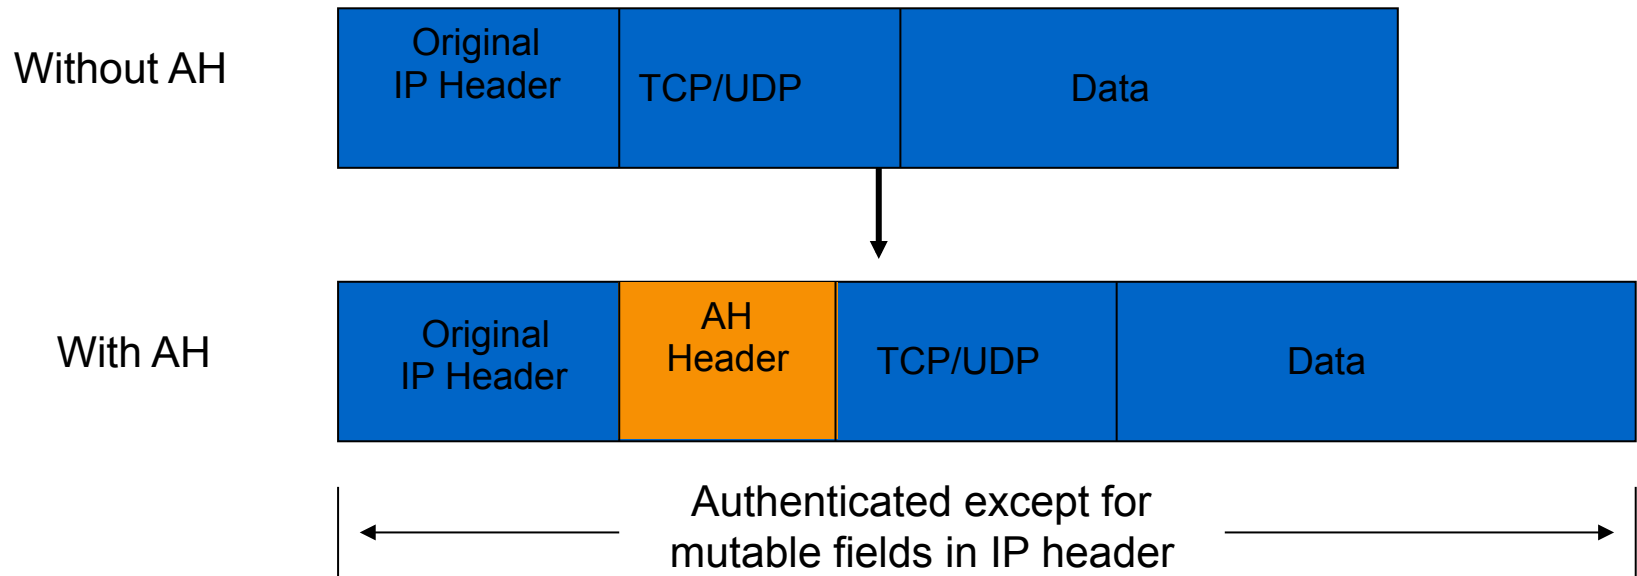 Without AH
Original
IP Header
TCP/UDP
Data
With AH
Original
IP Header
AH
Header
TCP/UDP
Data
Authenticated except for
mutable fields in IP header